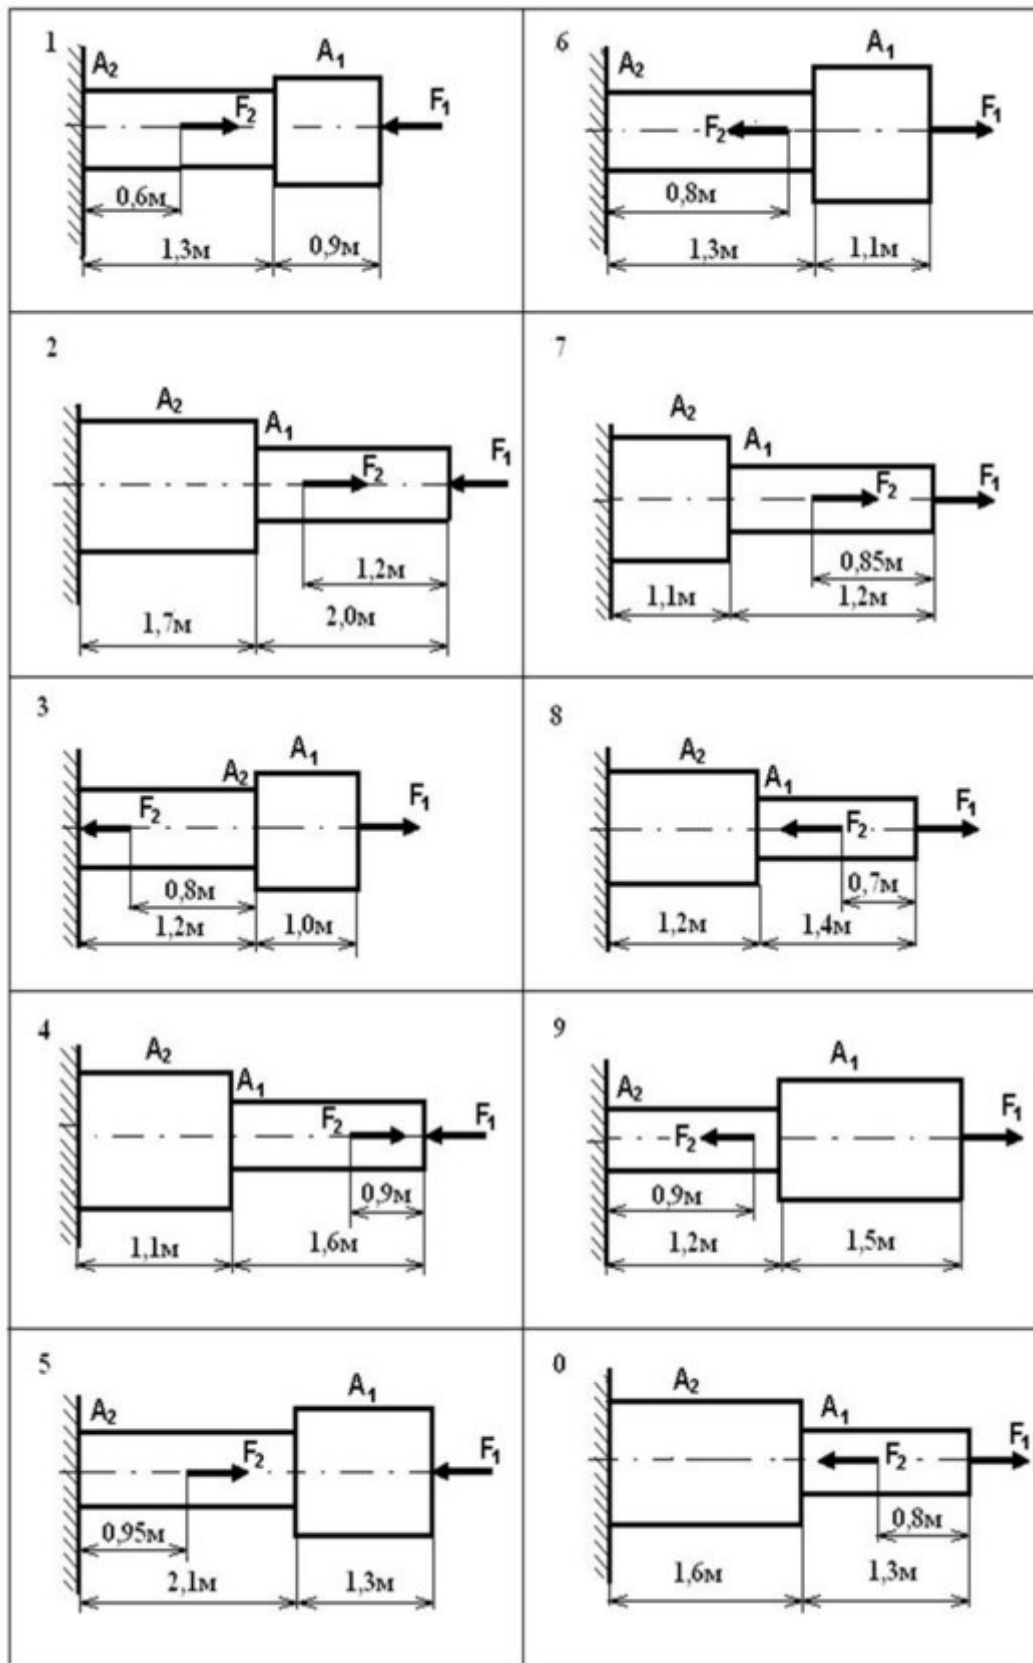 1
A₂
A₁
F₂
F₁
0,6м
1,3м
0,9м
6
A₂
A₁
F₂
F₁
0,8м
1,3м
1,1м
2
A₂
A₁
F₂
F₁
1,2м
1,7м
2,0м
7
A₂
A₁
F₂
F₁
0,85м
1,1м
1,2м
3
A₂
A₁
F₂
F₁
0,8м
1,2м
1,0м
8
A₂
A₁
F₂
F₁
0,7м
1,2м
1,4м
4
A₂
A₁
F₂
F₁
0,9м
1,1м
1,6м
9
A₂
A₁
F₂
F₁
0,9м
1,2м
1,5м
5
A₂
A₁
F₂
F₁
0,95м
2,1м
1,3м
0
A₂
A₁
F₂
F₁
0,8м
1,6м
1,3м